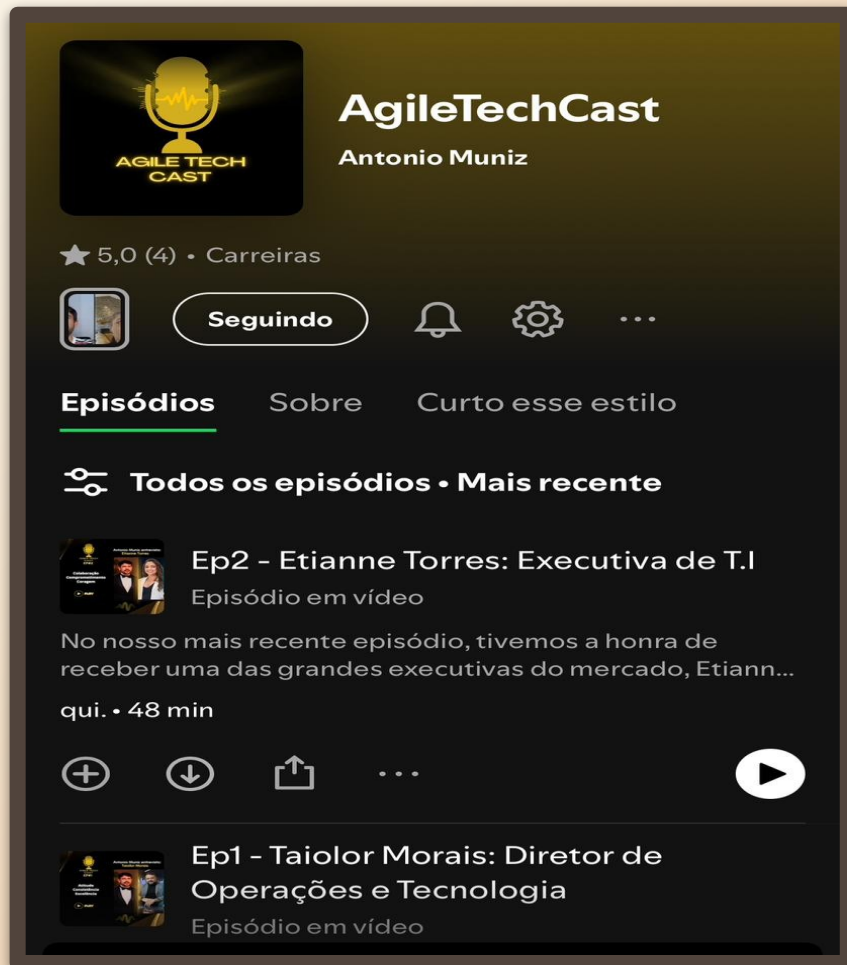 AGILE TECH
CAST
AgileTechCast
Antonio Muniz
5,0 (4) • Carreiras
Seguindo
Episódios Sobre Curto esse estilo
Todos os episódios • Mais recente
Ep2 - Etianne Torres: Executiva de T.I
Episódio em vídeo
No nosso mais recente episódio, tivemos a honra de
receber uma das grandes executivas do mercado, Etiann...
qui. • 48 min
Ep1 - Taiolor Morais: Diretor de
Operações e Tecnologia
Episódio em vídeo